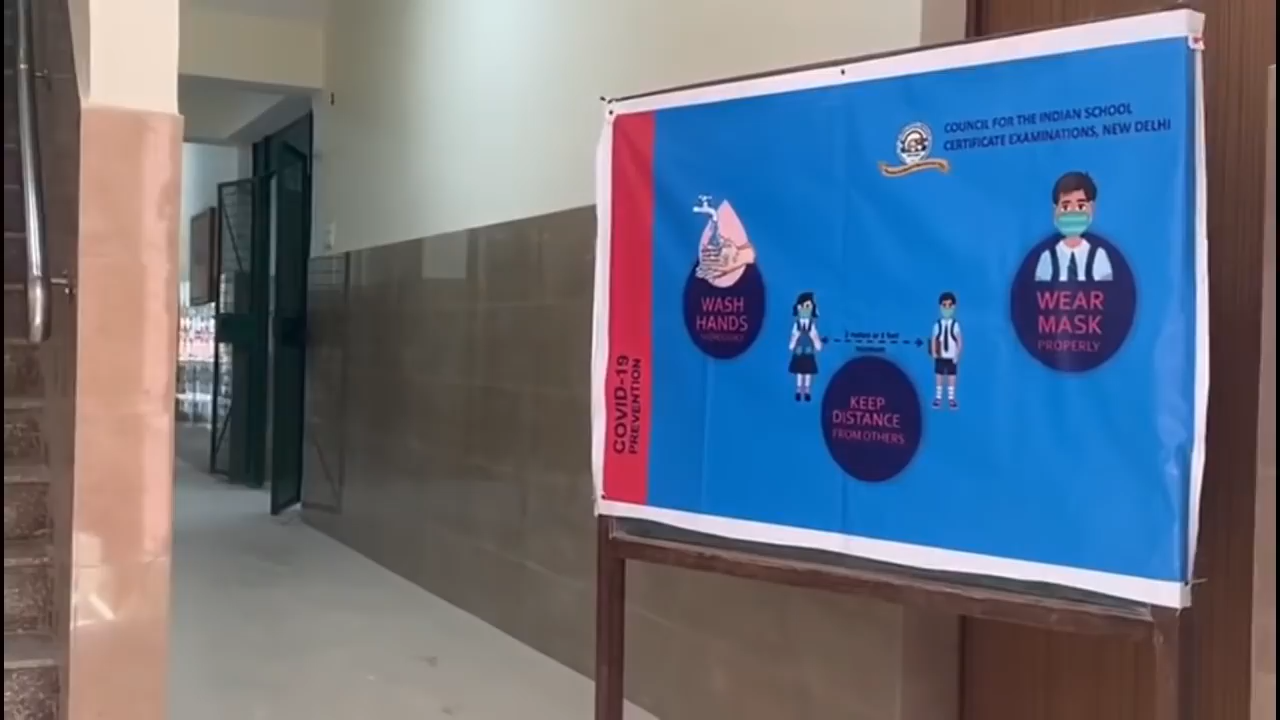 COUNCIL FOR THE INDIAN SCHOOL
CERTIFICATE EXAMINATIONS, NEW DELHI
COVID-19
PREVENTION
WASH
HANDS
KEEP
DISTANCE
FROM OTHERS
WEAR
MASK
PROPERLY